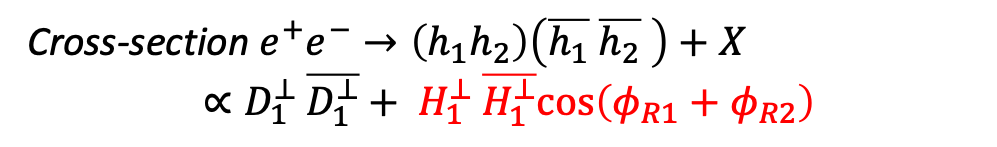 Cross-section e⁺e⁻ → (h₁h₂)(h̅₁ h̅₂ ) + X
∝ D₁^⊥ D̅₁^⊥ + H₁^⊥ H̅₁^⊥cos(ϕ_R1 + ϕ_R2)